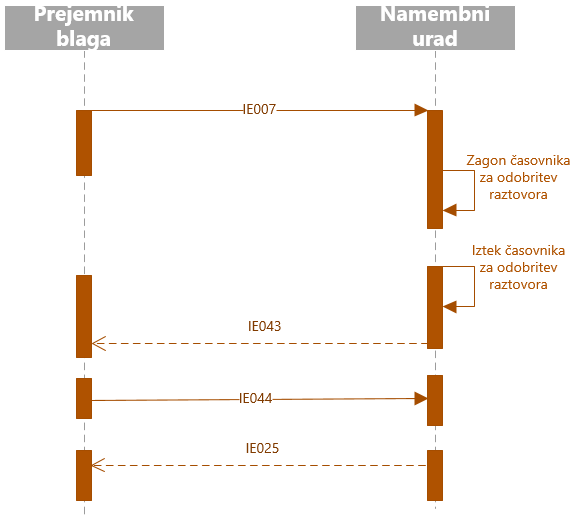 Prejemnik
blaga
Namembni
urad
IE007
Zagon časovnika
za odobritev
raztovora
Iztek časovnika
za odobritev
raztovora
IE043
IE044
IE025